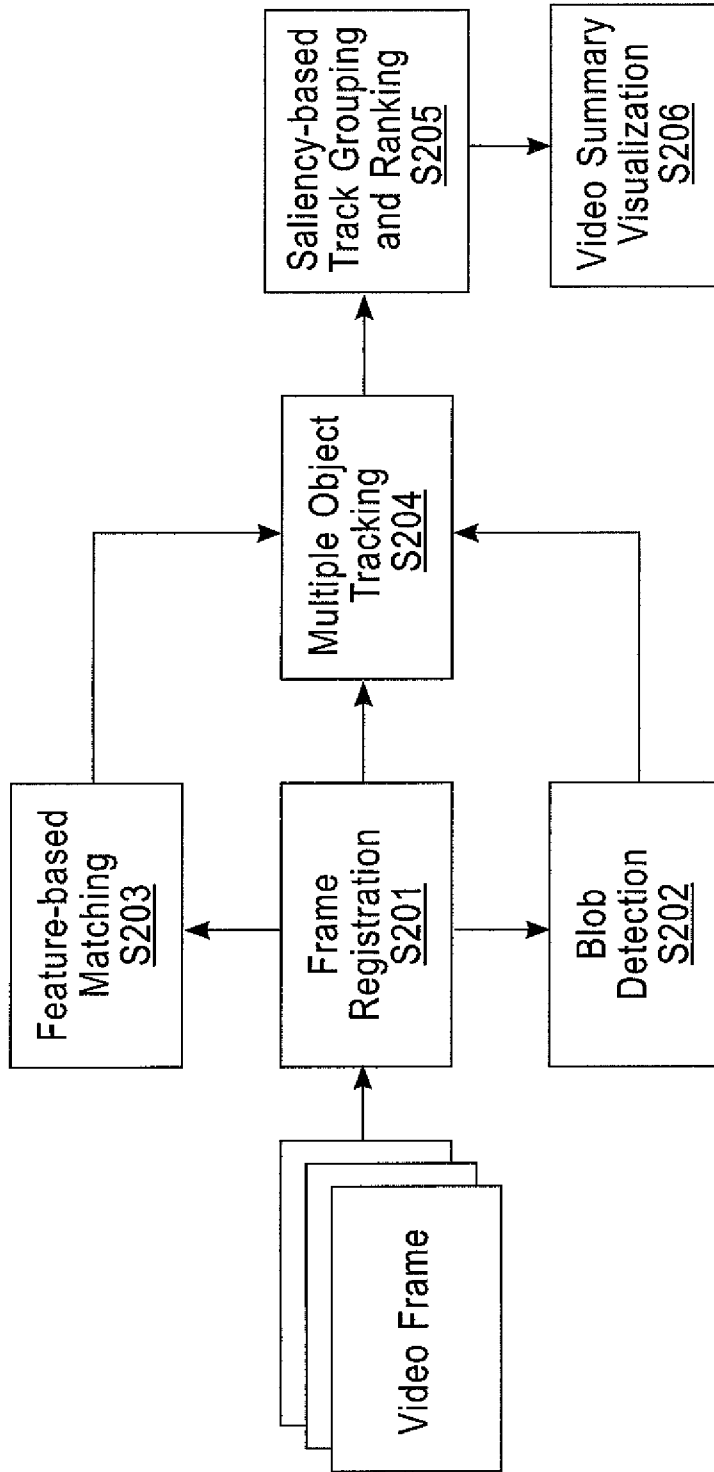 Video Frame
Feature-based
Matching
S203
Frame
Registration
S201
Blob
Detection
S202
Multiple Object
Tracking
S204
Saliency-based
Track Grouping
and Ranking
S205
Video Summary
Visualization
S206